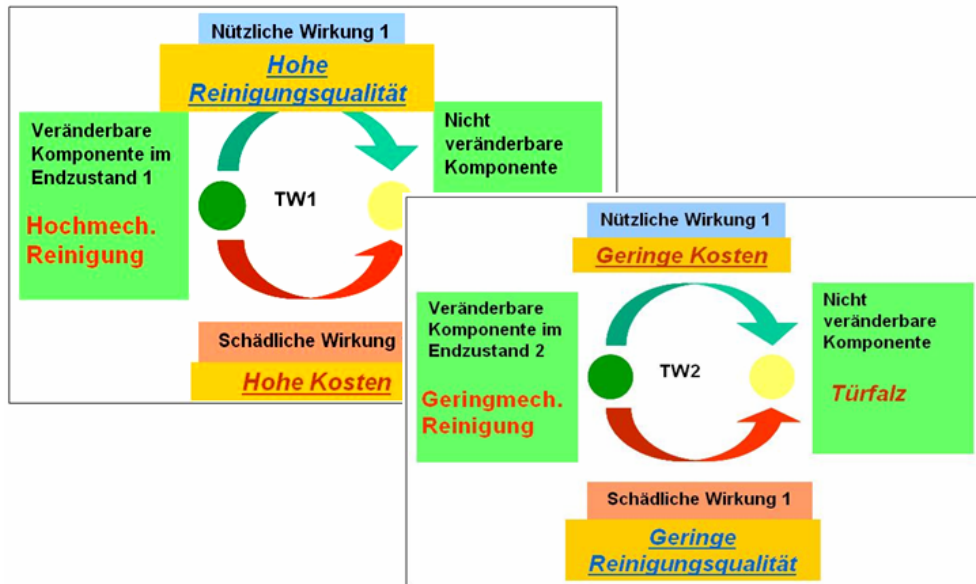 Nützliche Wirkung 1
Hohe
Reinigungsqualität
Veränderbare
Komponente im
Endzustand 1
Hochmech.
Reinigung
TW1
Nicht
veränderbare
Komponente
Schädliche Wirkung
Hohe Kosten
Nützliche Wirkung 1
Geringe Kosten
Veränderbare
Komponente im
Endzustand 2
Geringmech.
Reinigung
TW2
Nicht
veränderbare
Komponente
Türfalz
Schädliche Wirkung 1
Geringe
Reinigungsqualität